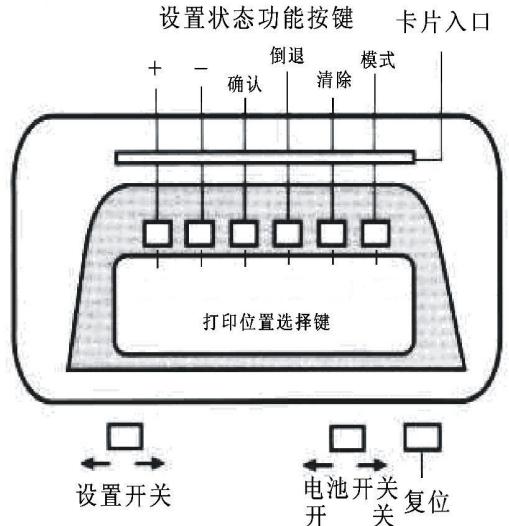 设置状态功能按键
卡片入口
+
−
确认
倒退
清除
模式
打印位置选择键
设置开关
电池开关
开 关
复位